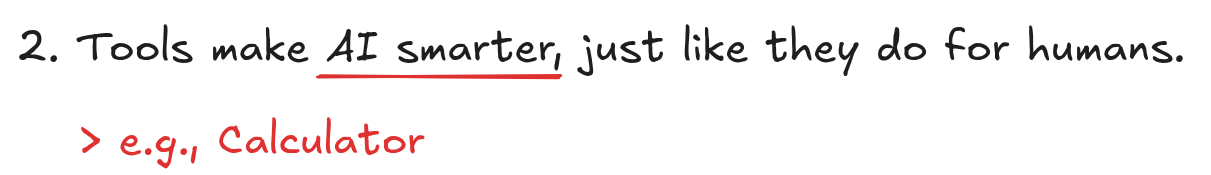 2. Tools make AI smarter, just like they do for humans.
> e.g., Calculator